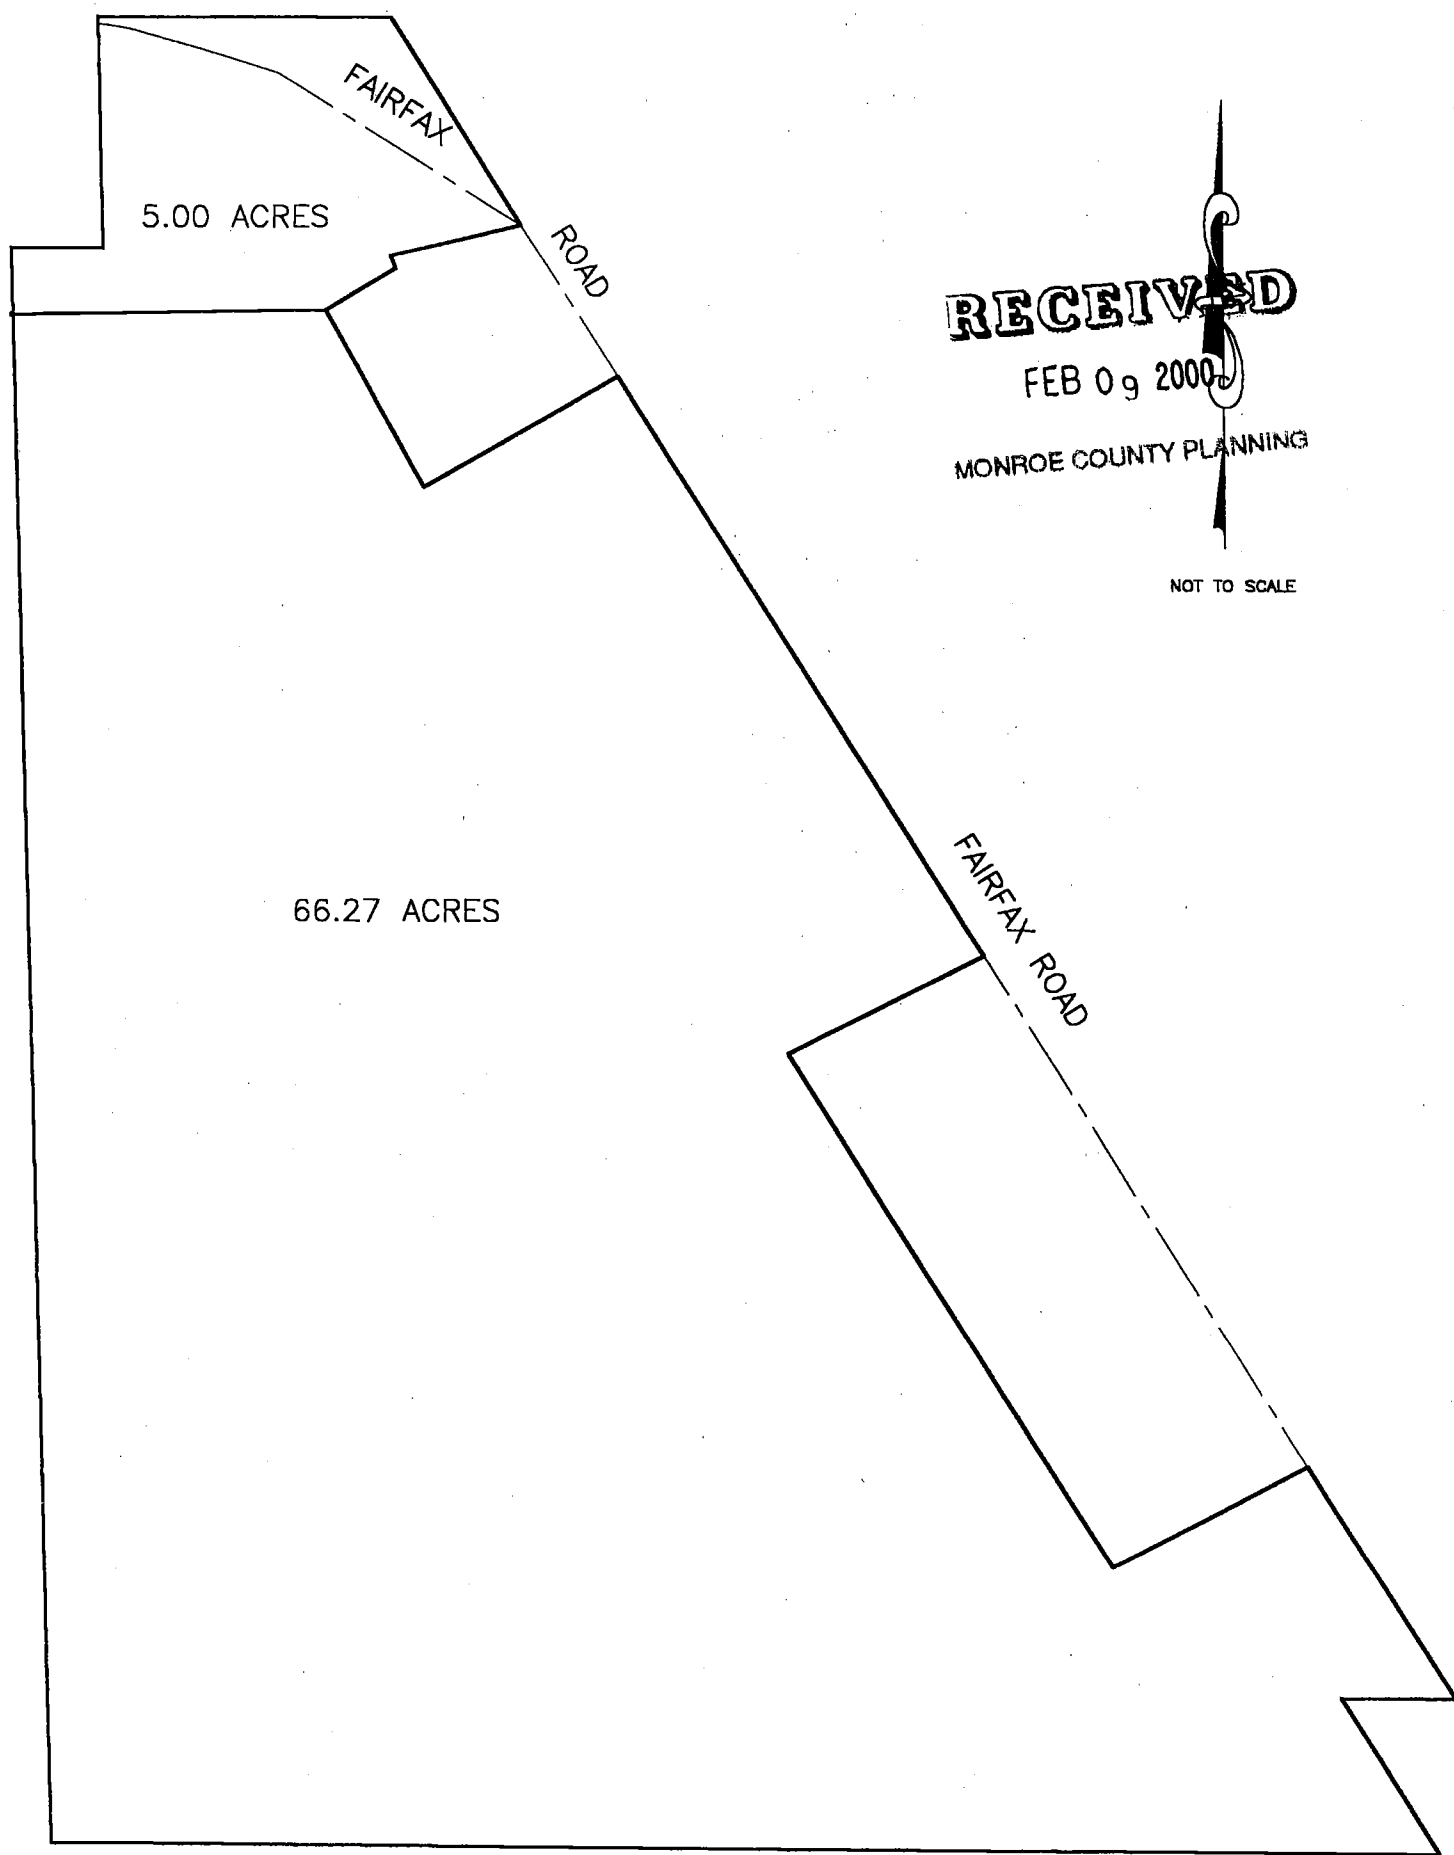 FAIRFAX
ROAD
5.00 ACRES
RECEIVED
FEB 09 2000
MONROE COUNTY PLANNING
NOT TO SCALE
FAIRFAX ROAD
66.27 ACRES